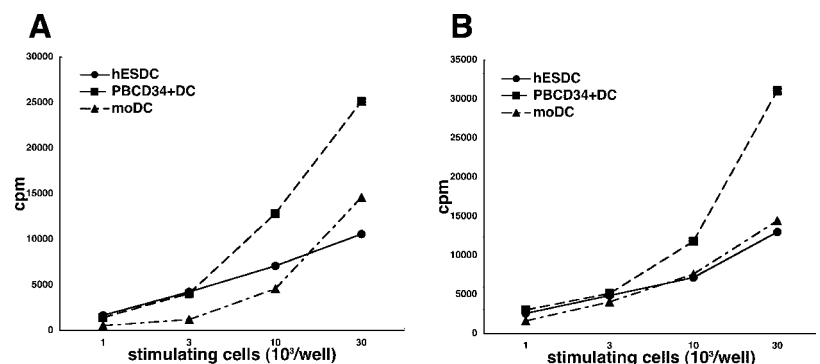 A
30000
25000
20000
15000
10000
5000
0
cpm
hESDC
PBCD34+DC
moDC
1 3 10 30
stimulating cells (10³/well)
B
35000
30000
25000
20000
15000
10000
5000
0
cpm
hESDC
PBCD34+DC
moDC
1 3 10 30
stimulating cells (10³/well)